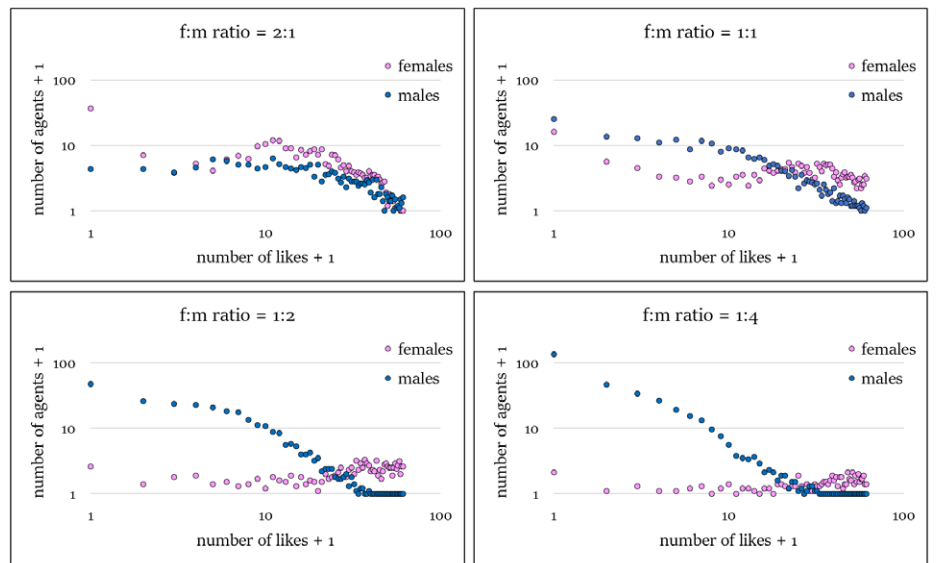 f:m ratio = 2:1
females
males
number of agents + 1
100
10
1
1
10
100
number of likes + 1
f:m ratio = 1:1
females
males
number of agents + 1
100
10
1
1
10
100
number of likes + 1
f:m ratio = 1:2
females
males
number of agents + 1
100
10
1
1
10
100
number of likes + 1
f:m ratio = 1:4
females
males
number of agents + 1
100
10
1
1
10
100
number of likes + 1